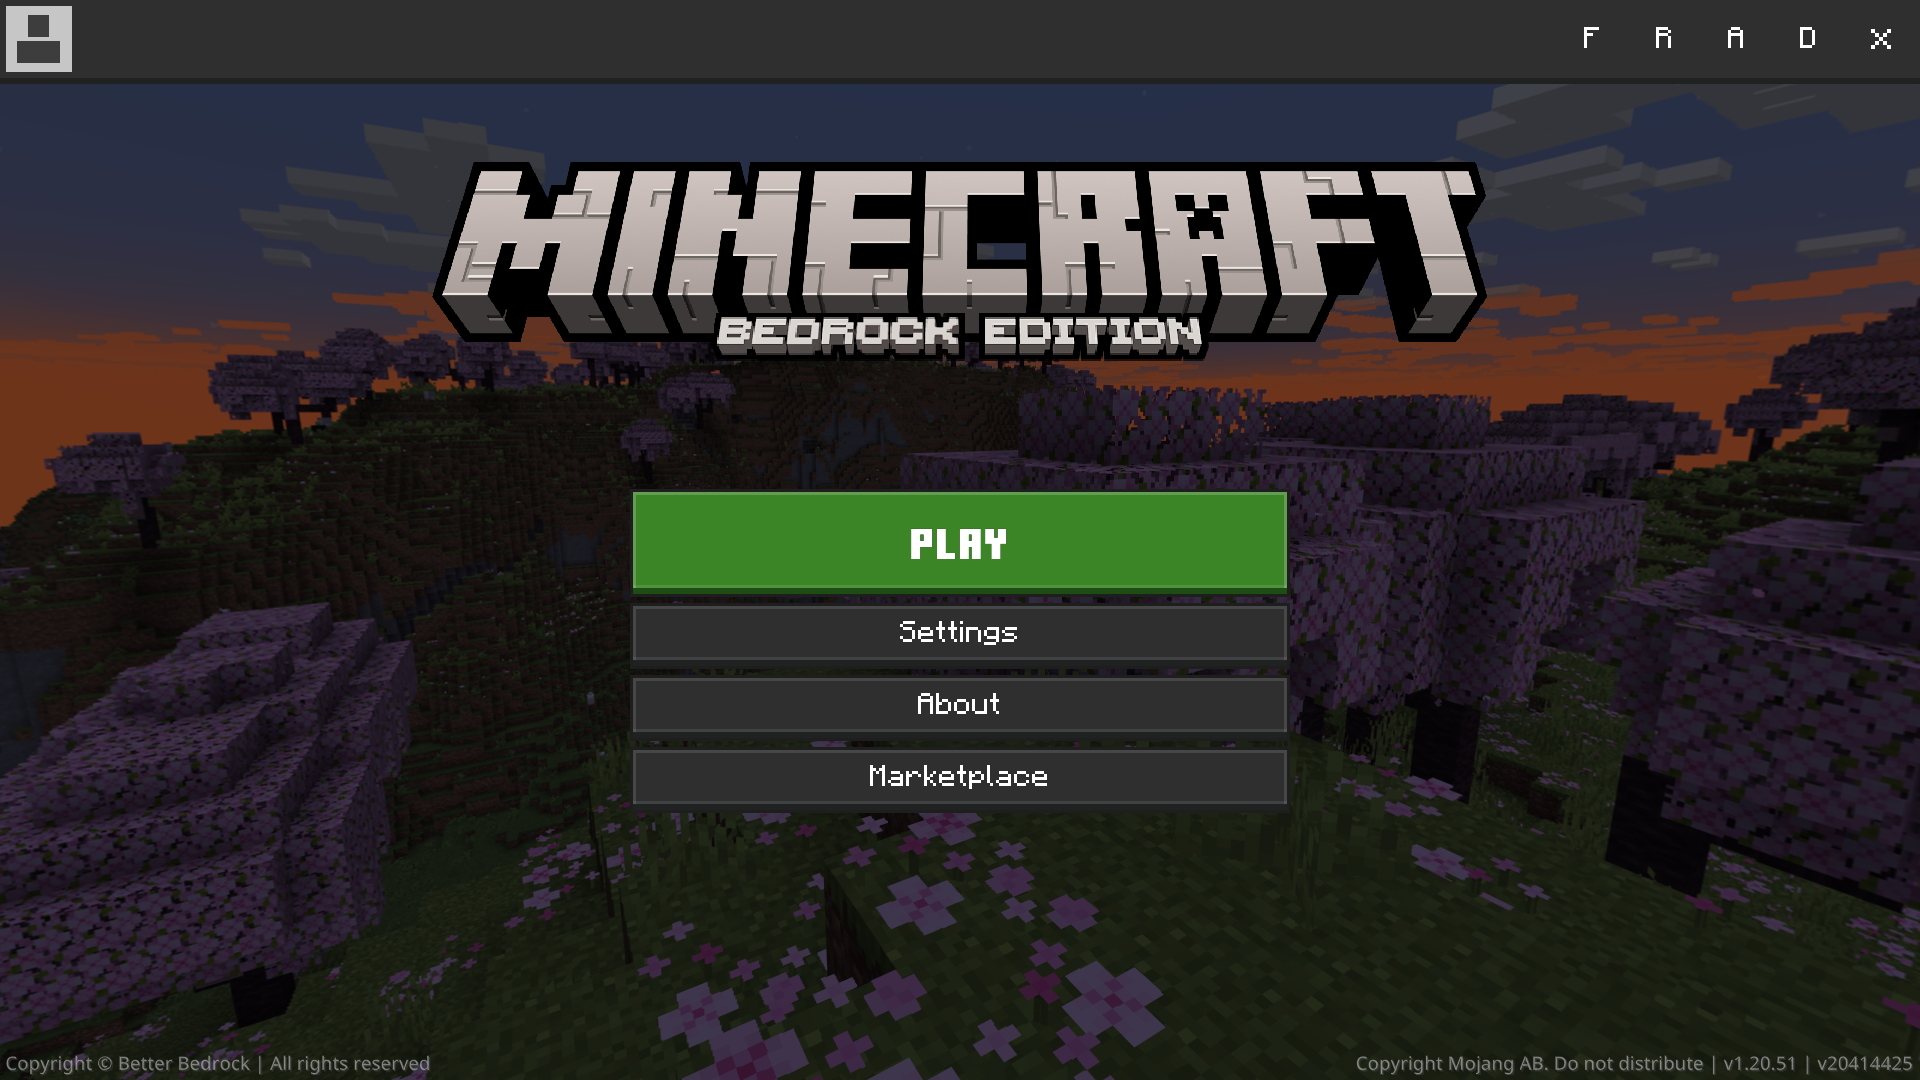 F R A D X
MINECRAFT
BEDROCK EDITION
PLAY
Settings
About
Marketplace
Copyright © Better Bedrock | All rights reserved
Copyright Mojang AB. Do not distribute | v1.20.51 | v20414425